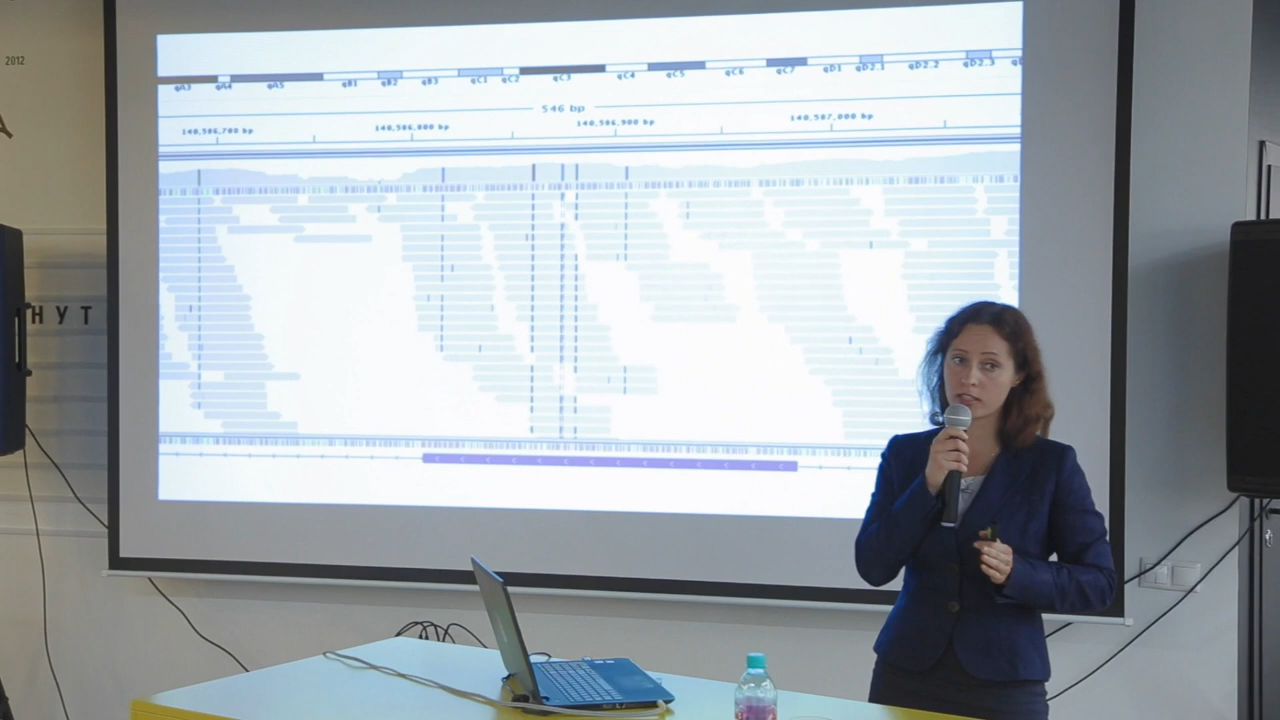 2012
НУТ
qA3 qA4 qA5 qB1 qB2 qB3 qC1 qC2 qC3 qC4 qC5 qC6 qC7 qD1 qD2.1 qD2.2 qD2.3
546 bp
140,586,700 bp 140,586,800 bp 140,586,900 bp 140,587,000 bp